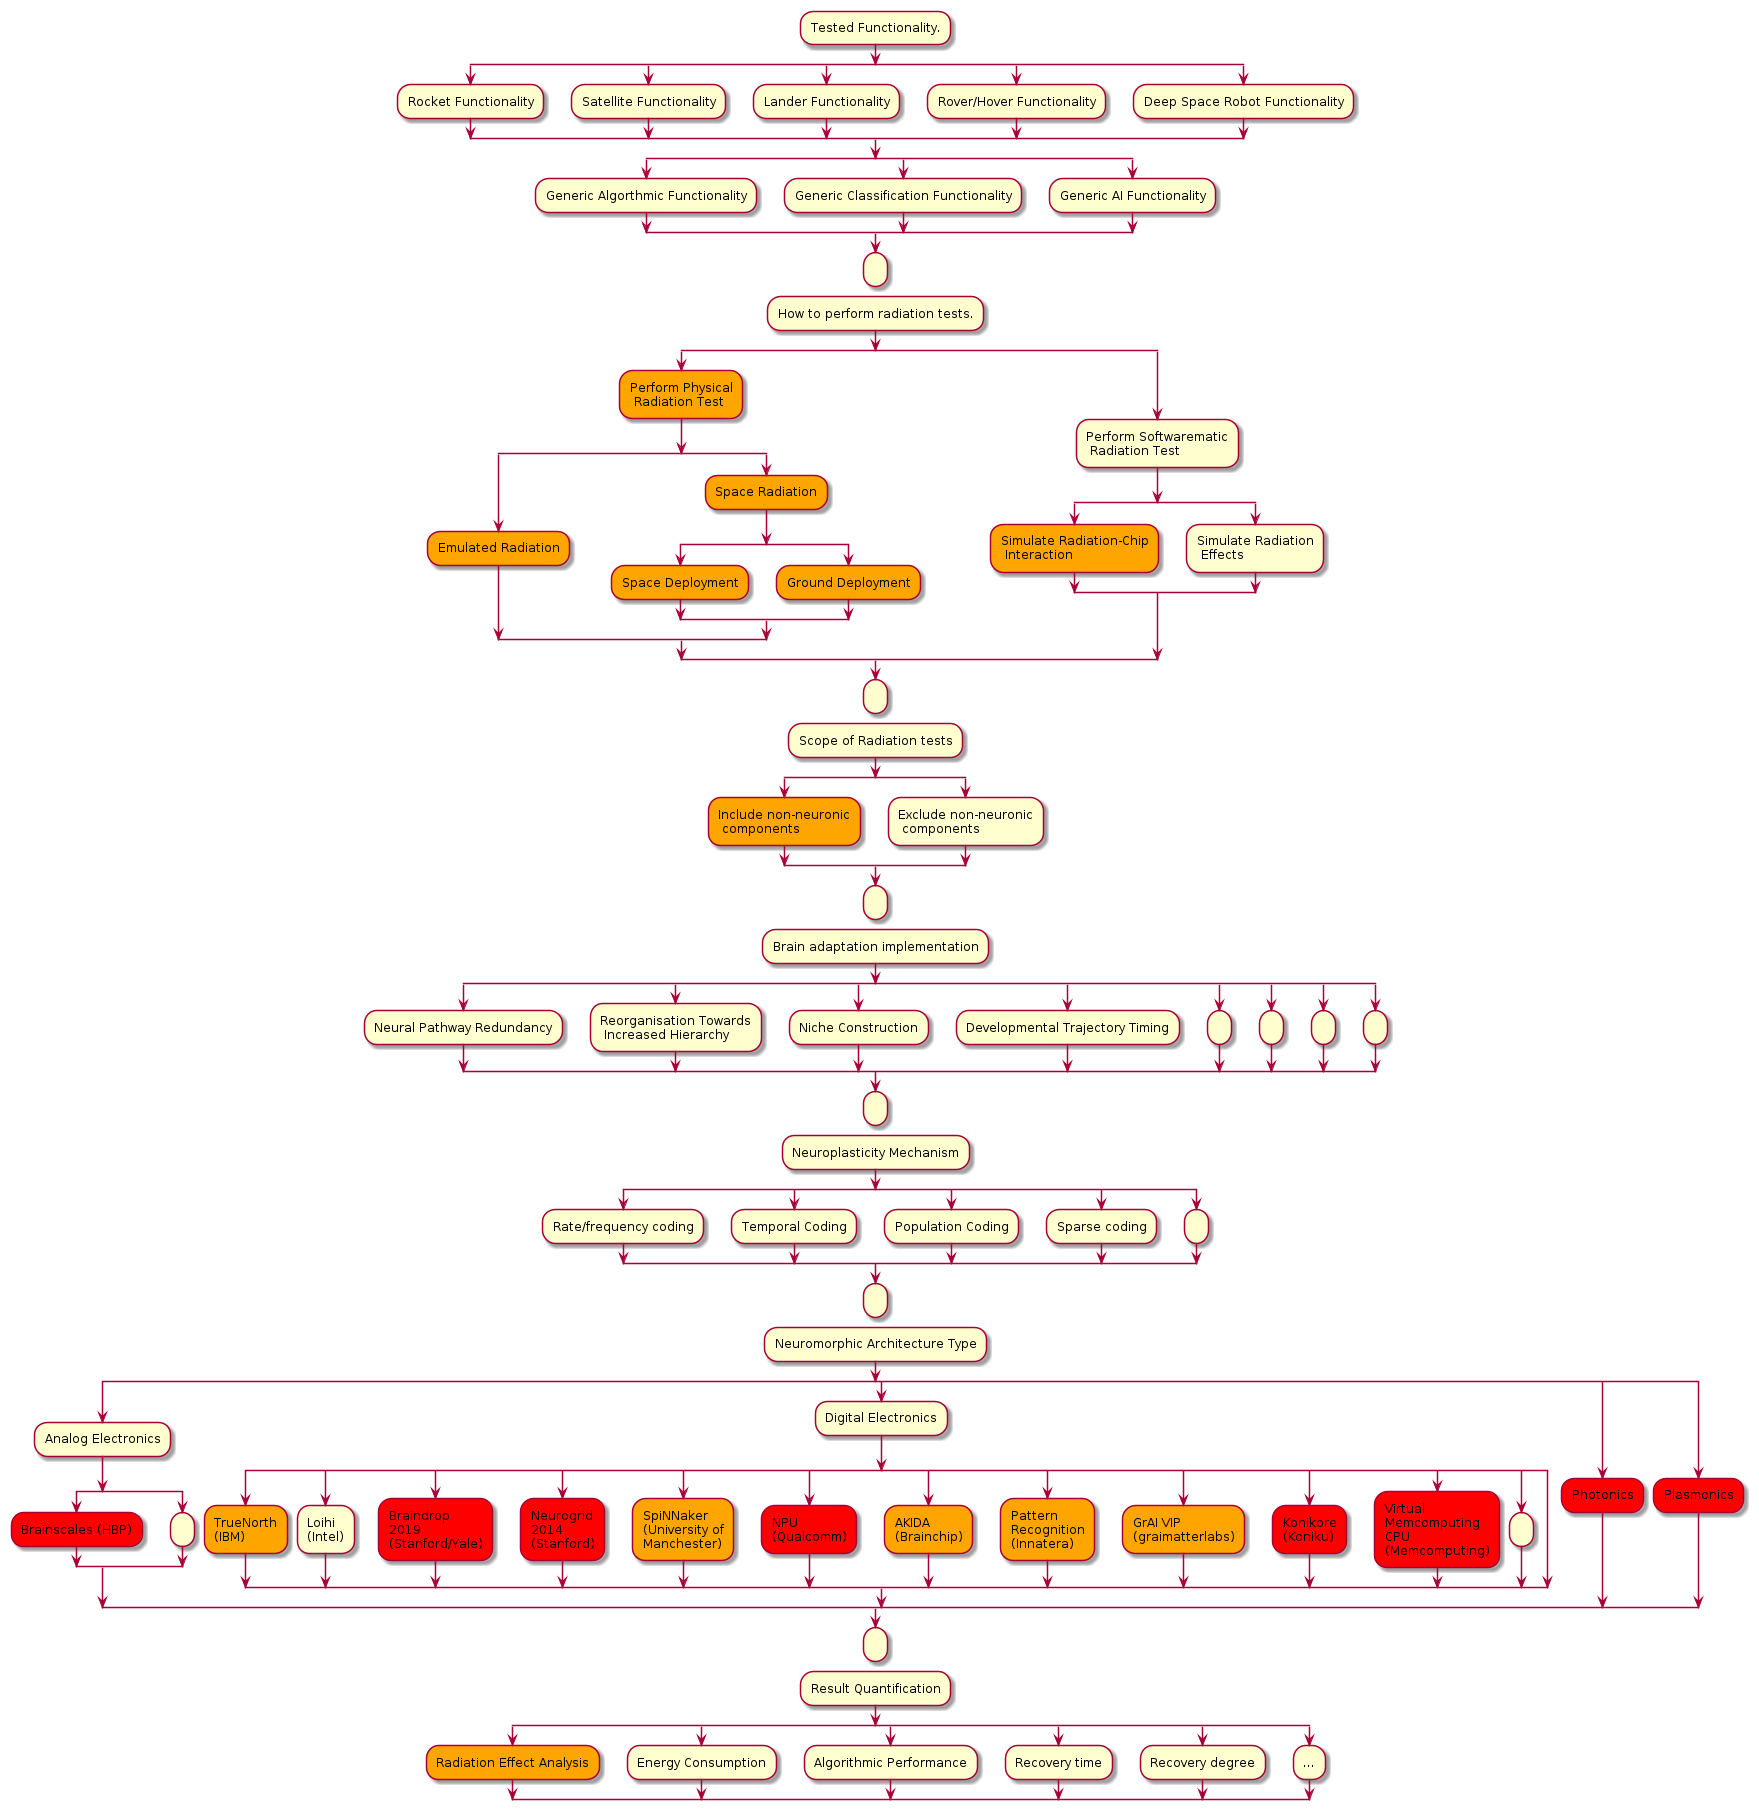 Tested Functionality.
Rocket Functionality
Satellite Functionality
Lander Functionality
Rover/Hover Functionality
Deep Space Robot Functionality
Generic Algorthmic Functionality
Generic Classification Functionality
Generic AI Functionality
How to perform radiation tests.
Perform Physical
Radiation Test
Perform Softwarematic
Radiation Test
Space Radiation
Emulated Radiation
Simulate Radiation-Chip
Interaction
Simulate Radiation
Effects
Space Deployment
Ground Deployment
Scope of Radiation tests
Include non-neuronic
components
Exclude non-neuronic
components
Brain adaptation implementation
Neural Pathway Redundancy
Reorganisation Towards
Increased Hierarchy
Niche Construction
Developmental Trajectory Timing
Neuroplasticity Mechanism
Rate/frequency coding
Temporal Coding
Population Coding
Sparse coding
Neuromorphic Architecture Type
Analog Electronics
Digital Electronics
Brainscales (HBP)
TrueNorth
(IBM)
Loihi
(Intel)
Braindrop
2019
(Stanford/Yale)
Neurogrid
2014
(Stanford)
SpiNNaker
(University of
Manchester)
NPU
(Qualcomm)
AKIDA
(Brainchip)
Pattern
Recognition
(Innatera)
GrAI VIP
(graimatterlabs)
Konikore
(Koniku)
Virtual
Memcomputing
CPU
(Memcomputing)
Photonics
Plasmonics
Result Quantification
Radiation Effect Analysis
Energy Consumption
Algorithmic Performance
Recovery time
Recovery degree
...